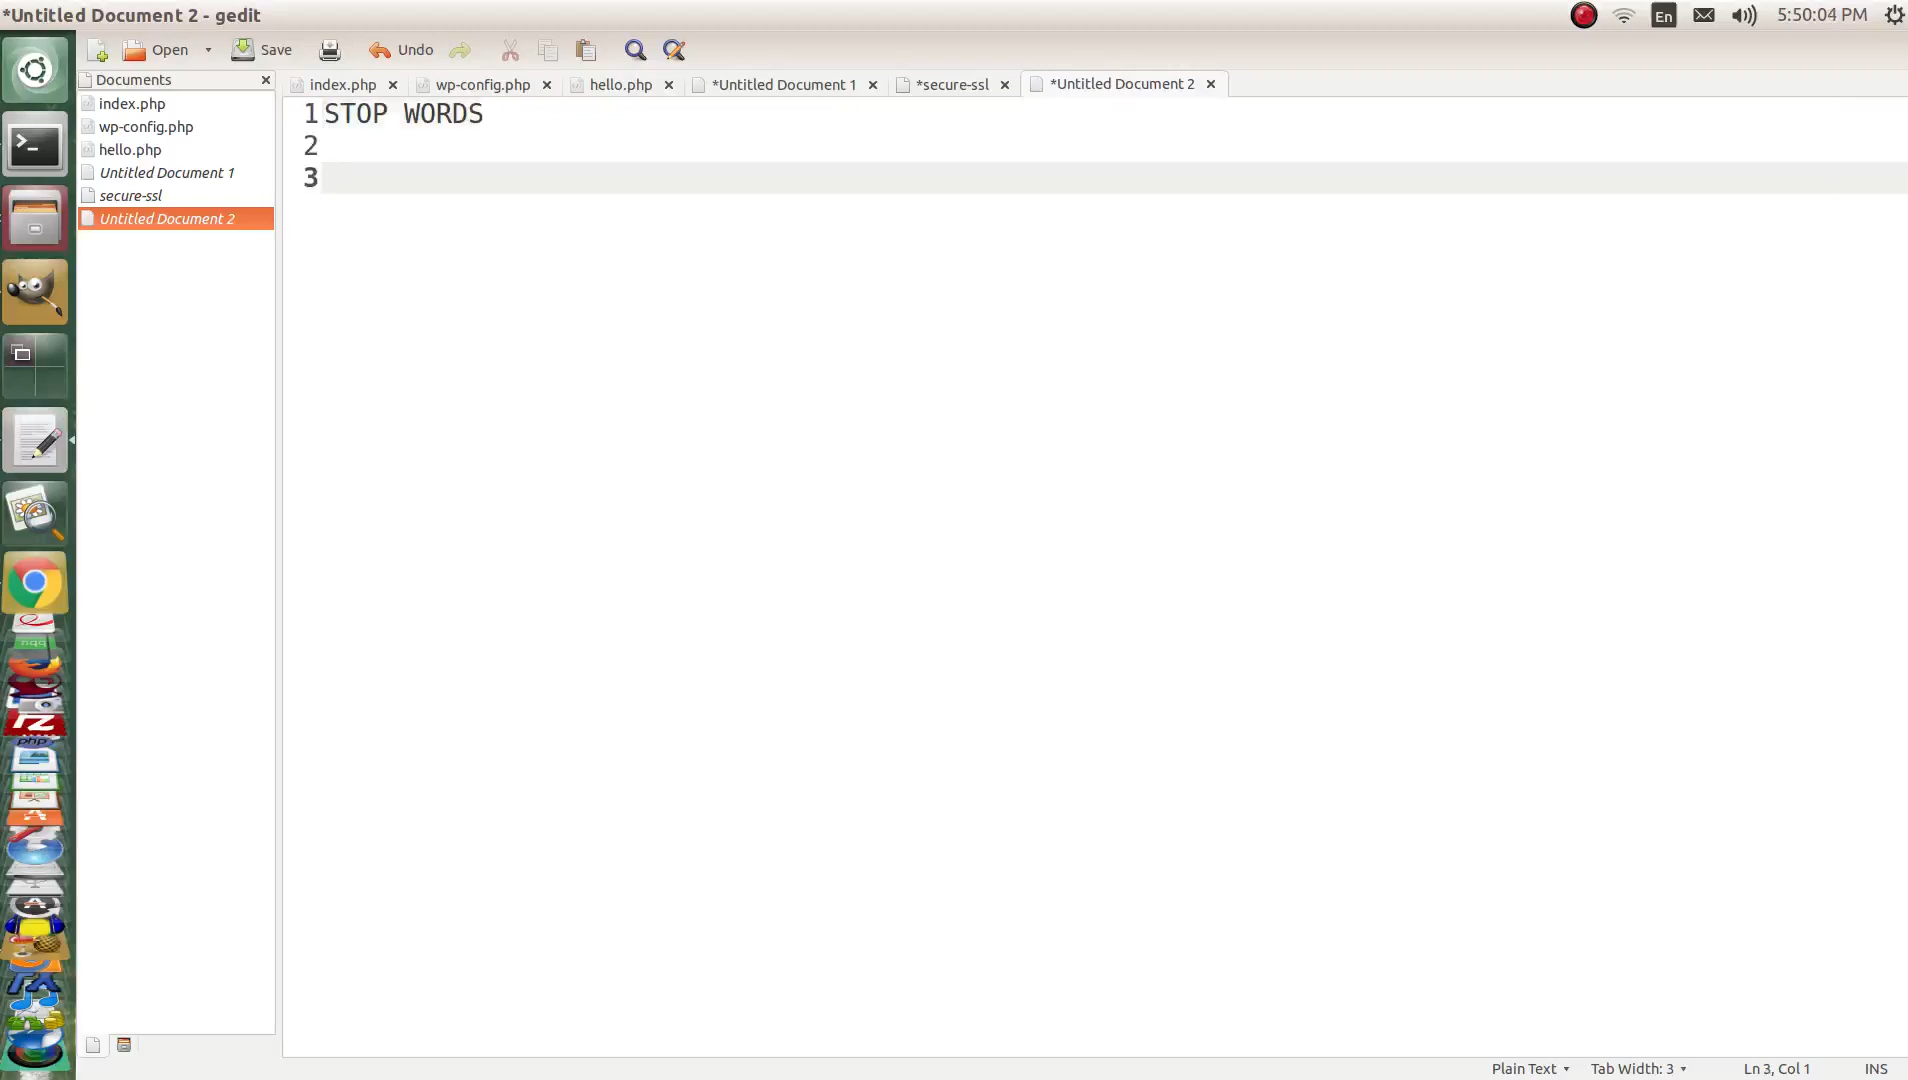 *Untitled Document 2 - gedit
En
5:50:04 PM
Open
Save
Undo
Documents
index.php
wp-config.php
hello.php
*Untitled Document 1
*secure-ssl
*Untitled Document 2
index.php
wp-config.php
hello.php
Untitled Document 1
secure-ssl
Untitled Document 2
1 STOP WORDS
2
3
Plain Text
Tab Width: 3
Ln 3, Col 1
INS